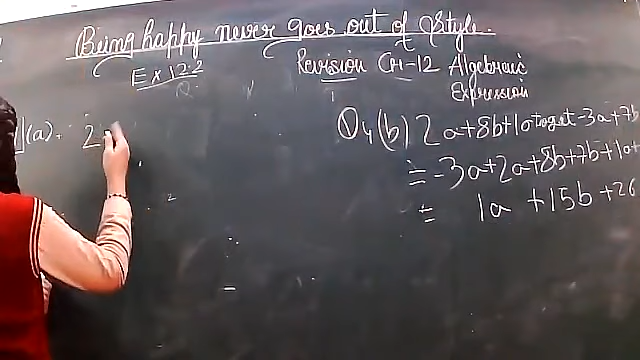 Being happy never goes out of Style.
Ex 12.2
Revision CH-12 Algebraic
Expression
(a). 2
Q4 (b) 2a+8b+10 to get -3a+7b
= -3a+2a+8b+7b+10+
= 1a +15b +20